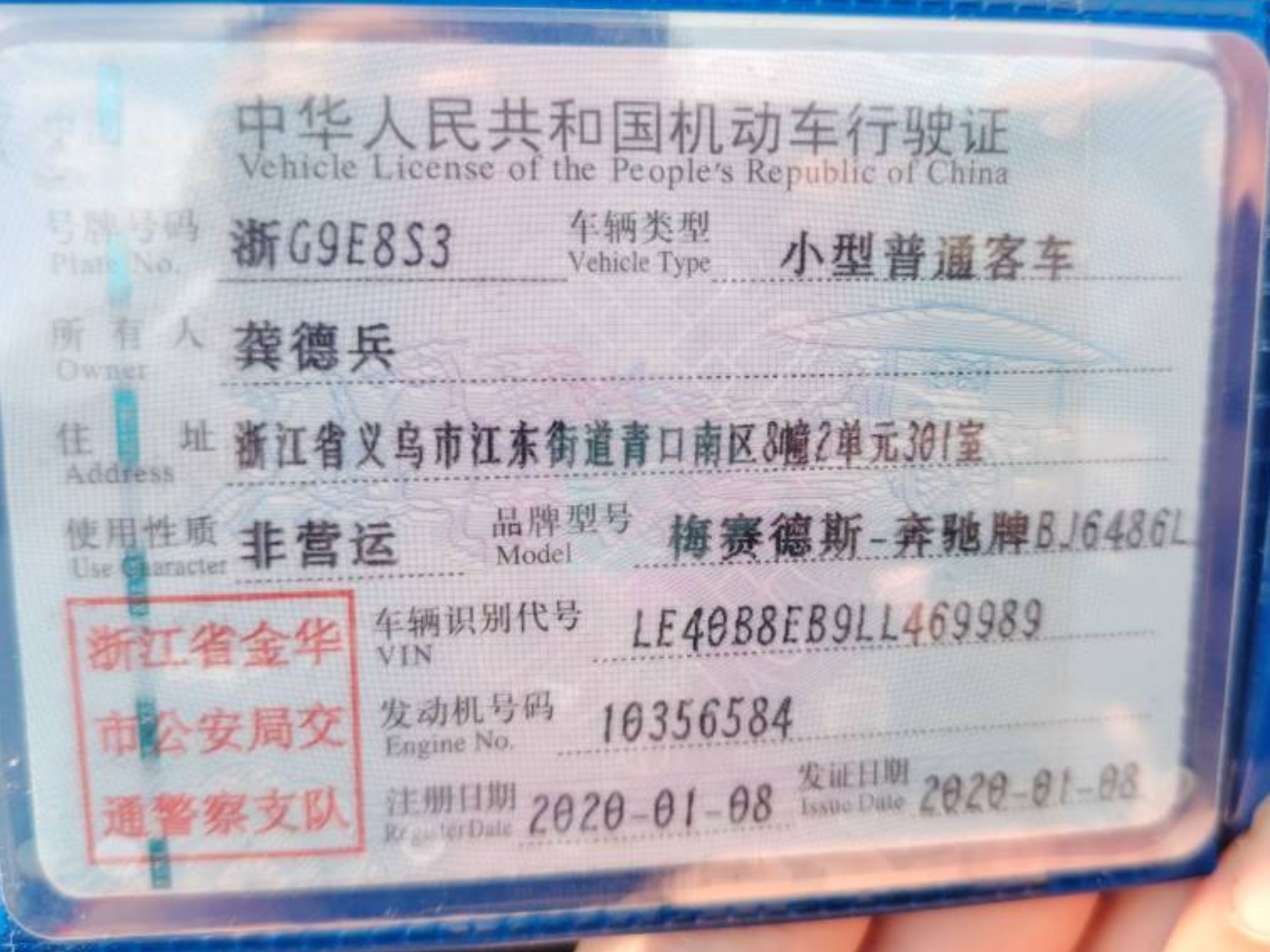 中华人民共和国机动车行驶证
Vehicle License of the People's Republic of China
号牌号码 浙G9E8S3 车辆类型 小型普通客车
Plate No. Vehicle Type
所有人 龚德兵
Owner
住址 浙江省义乌市江东街道青口南区8幢2单元301室
Address
使用性质 非营运 品牌型号 梅赛德斯-奔驰牌BJ6486L
Use Character Model
浙江省金华
市公安局交
通警察支队
车辆识别代号 LE40B8EB9LL469989
VIN
发动机号码 10356584
Engine No.
注册日期 2020-01-08 发证日期 2020-01-08
Register Date Issue Date